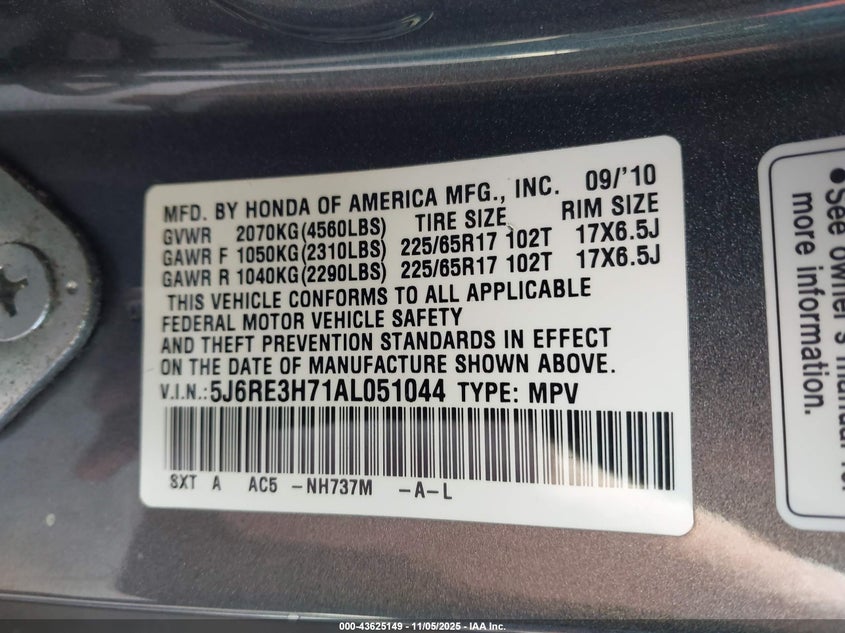 MFD. BY HONDA OF AMERICA MFG., INC. 09/'10
GVWR 2070KG(4560LBS) TIRE SIZE RIM SIZE
GAWR F 1050KG(2310LBS) 225/65R17 102T 17X6.5J
GAWR R 1040KG(2290LBS) 225/65R17 102T 17X6.5J
THIS VEHICLE CONFORMS TO ALL APPLICABLE
FEDERAL MOTOR VEHICLE SAFETY
AND THEFT PREVENTION STANDARDS IN EFFECT
ON THE DATE OF MANUFACTURE SHOWN ABOVE.
V.I.N.: 5J6RE3H71AL051044 TYPE: MPV
SXT A AC5 -NH737M -A-L
• See owner's manual for
more information.
000-43625149 - 11/05/2025 - IAA Inc.